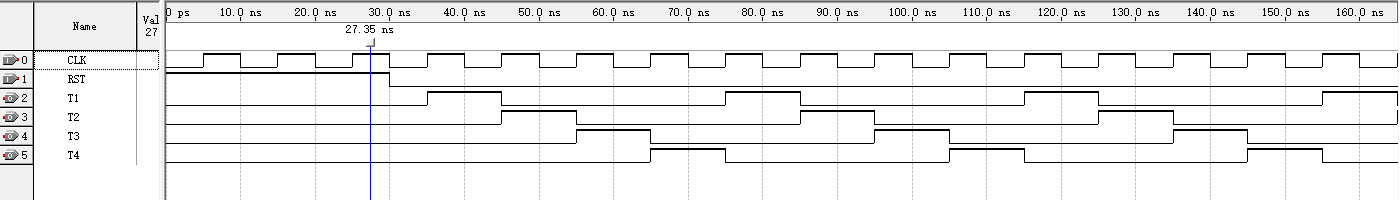 Name
Val
27
0 ps
10.0 ns
20.0 ns
30.0 ns
40.0 ns
50.0 ns
60.0 ns
70.0 ns
80.0 ns
90.0 ns
100.0 ns
110.0 ns
120.0 ns
130.0 ns
140.0 ns
150.0 ns
160.0 ns
27.35 ns
0 CLK
1 RST
2 T1
3 T2
4 T3
5 T4